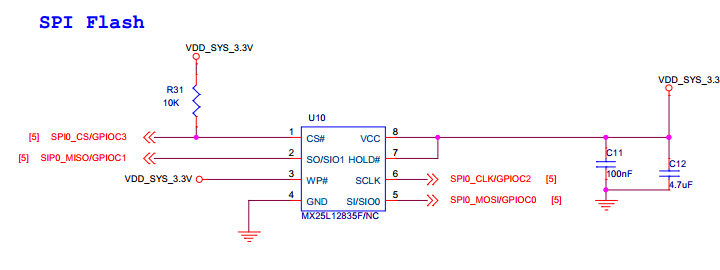 SPI Flash
VDD_SYS_3.3V
VDD_SYS_3.3
R31
10K
U10
[5] SPI0_CS/GPIOC3 1 CS# VCC 8
[5] SIP0_MISO/GPIOC1 2 SO/SIO1 HOLD# 7
C11
100nF
C12
4.7uF
VDD_SYS_3.3V 3 WP# SCLK 6 SPI0_CLK/GPIOC2 [5]
4 GND SI/SIO0 5 SPI0_MOSI/GPIOC0 [5]
MX25L12835F/NC